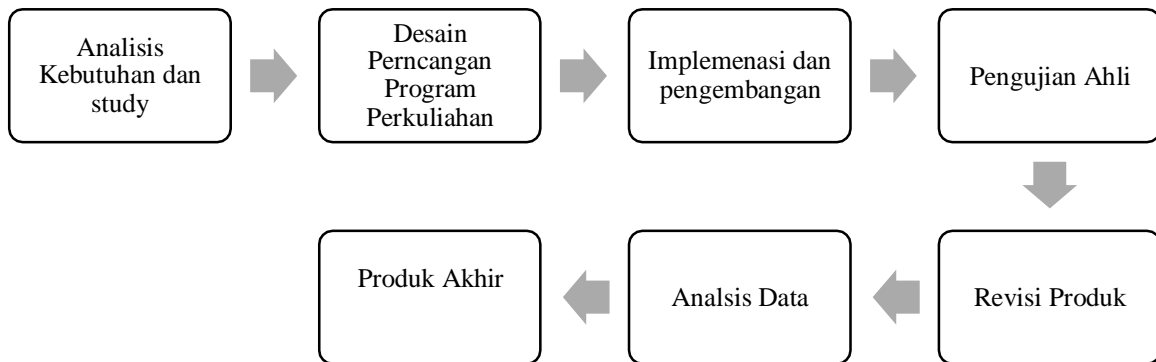 Analisis
Kebutuhan dan
study
Desain
Perncangan
Program
Perkuliahan
Implemenasi dan
pengembangan
Pengujian Ahli
Revisi Produk
Analsis Data
Produk Akhir